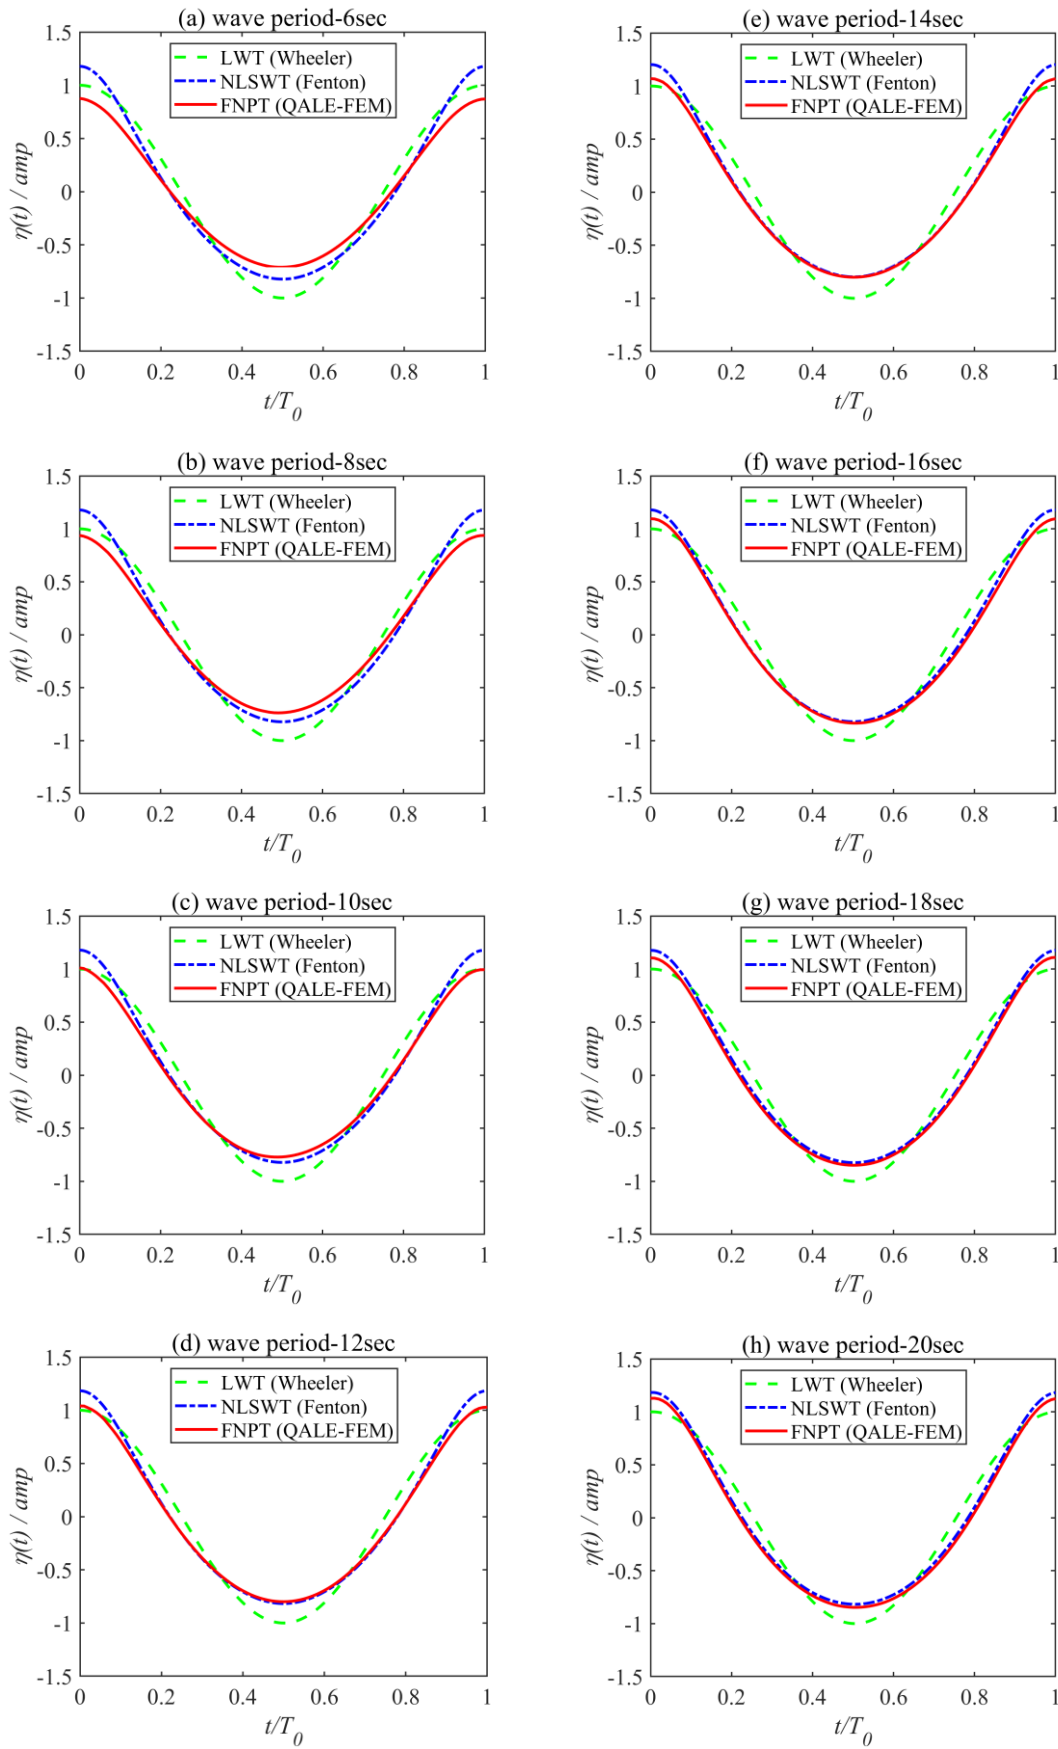 (a) wave period-6sec
1.5
1
0.5
0
-0.5
-1
-1.5
LWT (Wheeler)
NLSWT (Fenton)
FNPT (QALE-FEM)
η(t) / amp
0 0.2 0.4 0.6 0.8 1
t/T0
(e) wave period-14sec
1.5
1
0.5
0
-0.5
-1
-1.5
LWT (Wheeler)
NLSWT (Fenton)
FNPT (QALE-FEM)
η(t) / amp
0 0.2 0.4 0.6 0.8 1
t/T0
(b) wave period-8sec
1.5
1
0.5
0
-0.5
-1
-1.5
LWT (Wheeler)
NLSWT (Fenton)
FNPT (QALE-FEM)
η(t) / amp
0 0.2 0.4 0.6 0.8 1
t/T0
(f) wave period-16sec
1.5
1
0.5
0
-0.5
-1
-1.5
LWT (Wheeler)
NLSWT (Fenton)
FNPT (QALE-FEM)
η(t) / amp
0 0.2 0.4 0.6 0.8 1
t/T0
(c) wave period-10sec
1.5
1
0.5
0
-0.5
-1
-1.5
LWT (Wheeler)
NLSWT (Fenton)
FNPT (QALE-FEM)
η(t) / amp
0 0.2 0.4 0.6 0.8 1
t/T0
(g) wave period-18sec
1.5
1
0.5
0
-0.5
-1
-1.5
LWT (Wheeler)
NLSWT (Fenton)
FNPT (QALE-FEM)
η(t) / amp
0 0.2 0.4 0.6 0.8 1
t/T0
(d) wave period-12sec
1.5
1
0.5
0
-0.5
-1
-1.5
LWT (Wheeler)
NLSWT (Fenton)
FNPT (QALE-FEM)
η(t) / amp
0 0.2 0.4 0.6 0.8 1
t/T0
(h) wave period-20sec
1.5
1
0.5
0
-0.5
-1
-1.5
LWT (Wheeler)
NLSWT (Fenton)
FNPT (QALE-FEM)
η(t) / amp
0 0.2 0.4 0.6 0.8 1
t/T0